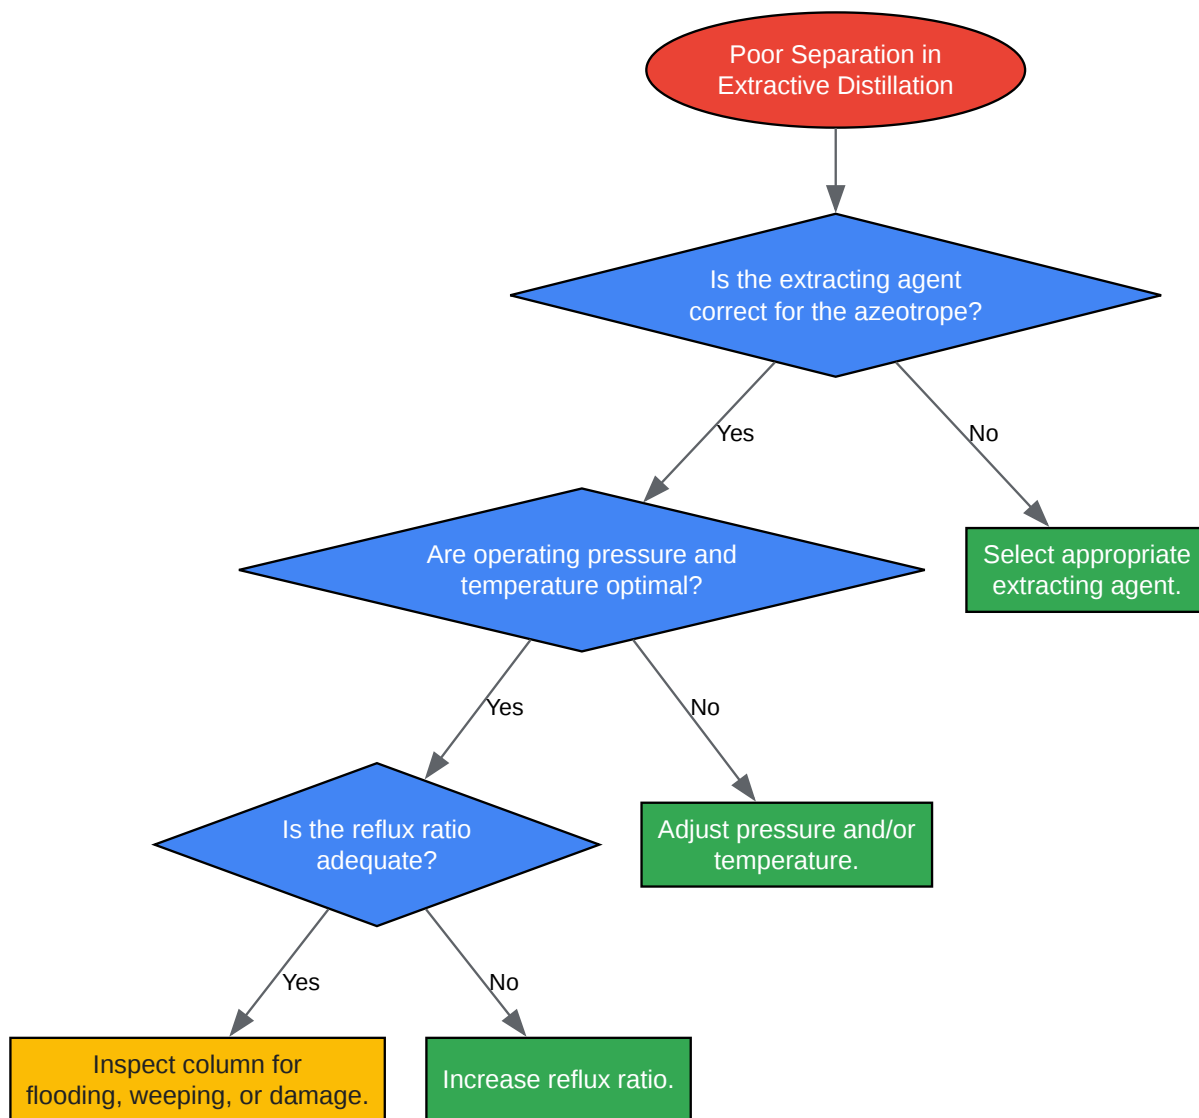 Poor Separation in
Extractive Distillation
Is the extracting agent
correct for the azeotrope?
Yes
No
Are operating pressure and
temperature optimal?
Select appropriate
extracting agent.
Yes
No
Is the reflux ratio
adequate?
Adjust pressure and/or
temperature.
Yes
No
Inspect column for
flooding, weeping, or damage.
Increase reflux ratio.